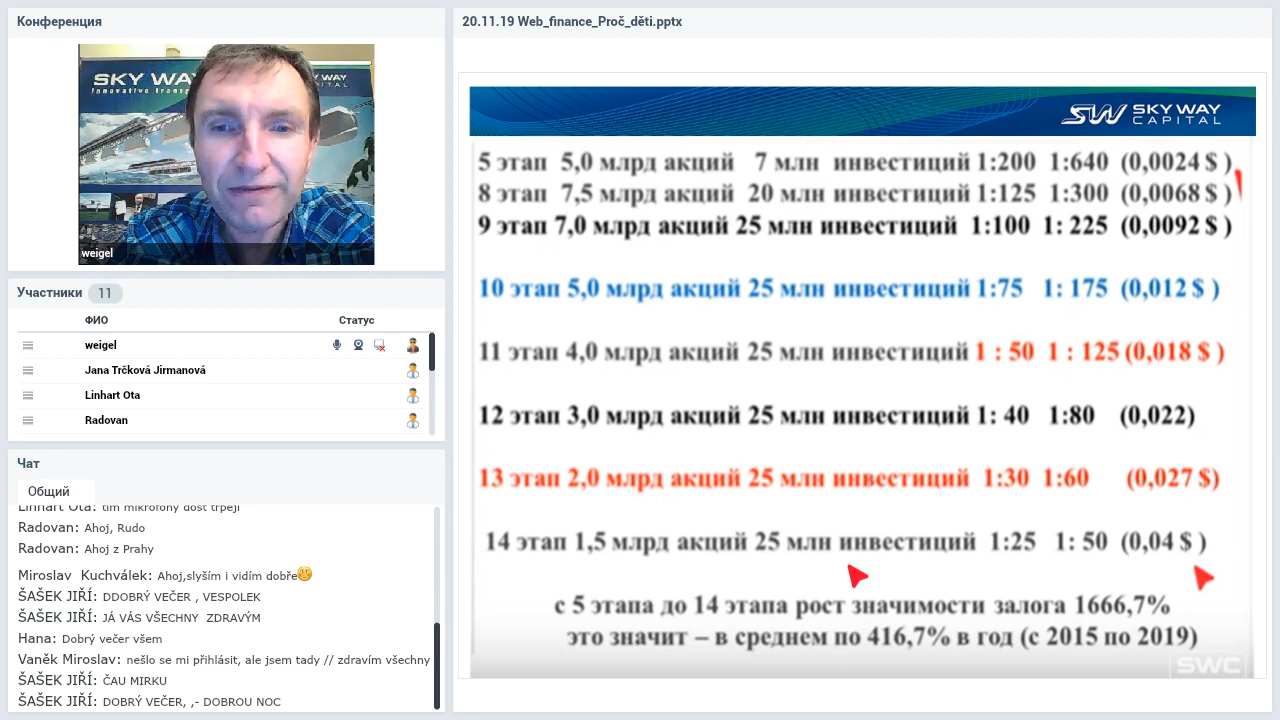 Конференция
SKY WAY
CAPITAL
weigel
Участники 11
ФИО Статус
weigel
Jana Trčková Jirmanová
Linhart Ota
Radovan
Чат
Общий
Linhart Ota: tim mikrofony dost trpeji
Radovan: Ahoj, Rudo
Radovan: Ahoj z Prahy
Miroslav Kuchválek: Ahoj,slyším i vidím dobře
ŠAŠEK JIŘÍ: DDOBRÝ VEČER , VESPOLEK
ŠAŠEK JIŘÍ: JÁ VÁS VŠECHNY ZDRAVÝM
Hana: Dobrý večer všem
Vaněk Miroslav: nešlo se mi přihlásit, ale jsem tady // zdravím všechny
ŠAŠEK JIŘÍ: ČAU MIRKU
ŠAŠEK JIŘÍ: DOBRÝ VEČER, ,- DOBROU NOC
20.11.19 Web_finance_Proč_děti.pptx
SW SKY WAY
CAPITAL
5 этап 5,0 млрд акций 7 млн инвестиций 1:200 1:640 (0,0024 $ )
8 этап 7,5 млрд акций 20 млн инвестиций 1:125 1:300 (0,0068 $ )
9 этап 7,0 млрд акций 25 млн инвестиций 1:100 1: 225 (0,0092 $ )
10 этап 5,0 млрд акций 25 млн инвестиций 1:75 1: 175 (0,012 $ )
11 этап 4,0 млрд акций 25 млн инвестиций 1 : 50 1 : 125 (0,018 $ )
12 этап 3,0 млрд акций 25 млн инвестиций 1: 40 1:80 (0,022)
13 этап 2,0 млрд акций 25 млн инвестиций 1:30 1:60 (0,027 $)
14 этап 1,5 млрд акций 25 млн инвестиций 1:25 1: 50 (0,04 $ )
с 5 этапа до 14 этапа рост значимости залога 1666,7%
это значит – в среднем по 416,7% в год (с 2015 по 2019)
SWC